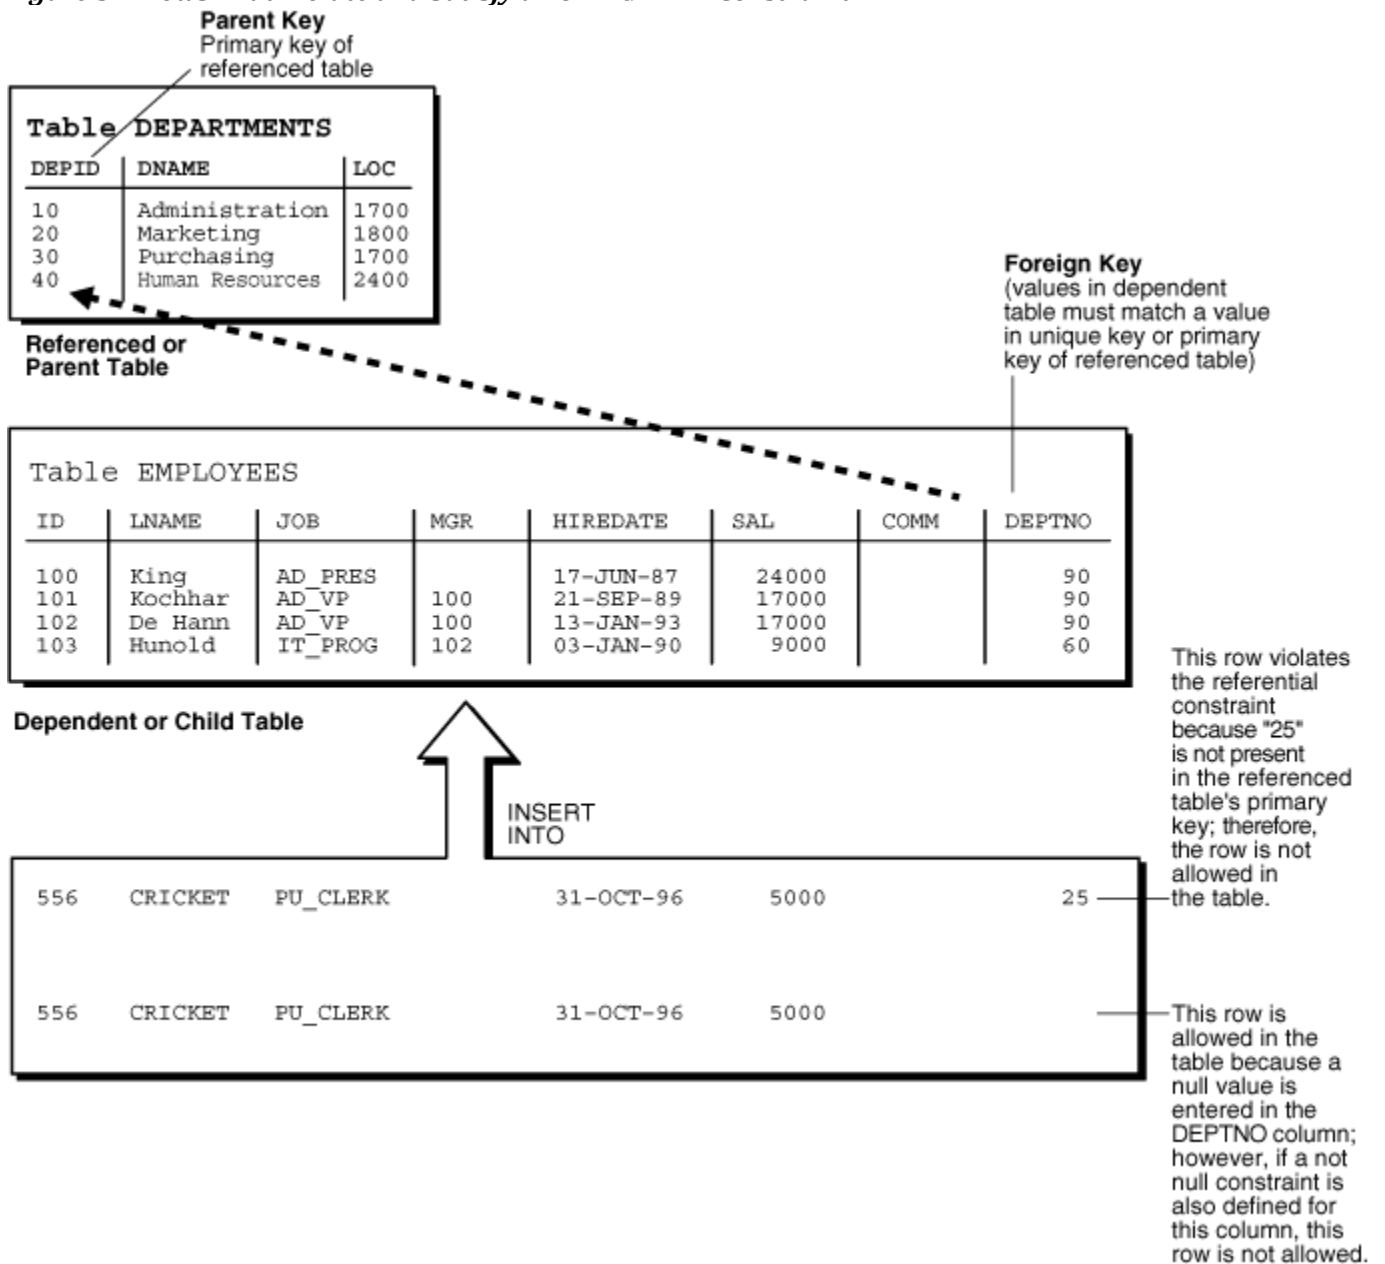 Parent Key
Primary key of
referenced table
Table DEPARTMENTS
DEPID DNAME LOC
10 Administration 1700
20 Marketing 1800
30 Purchasing 1700
40 Human Resources 2400
Referenced or
Parent Table
Foreign Key
(values in dependent
table must match a value
in unique key or primary
key of referenced table)
Table EMPLOYEES
ID LNAME JOB MGR HIREDATE SAL COMM DEPTNO
100 King AD_PRES 17-JUN-87 24000 90
101 Kochhar AD_VP 100 21-SEP-89 17000 90
102 De Hann AD_VP 100 13-JAN-93 17000 90
103 Hunold IT_PROG 102 03-JAN-90 9000 60
Dependent or Child Table
INSERT
INTO
This row violates
the referential
constraint
because "25"
is not present
in the referenced
table's primary
key; therefore,
the row is not
allowed in
the table.
556 CRICKET PU_CLERK 31-OCT-96 5000 25
556 CRICKET PU_CLERK 31-OCT-96 5000
This row is
allowed in the
table because a
null value is
entered in the
DEPTNO column;
however, if a not
null constraint is
also defined for
this column, this
row is not allowed.